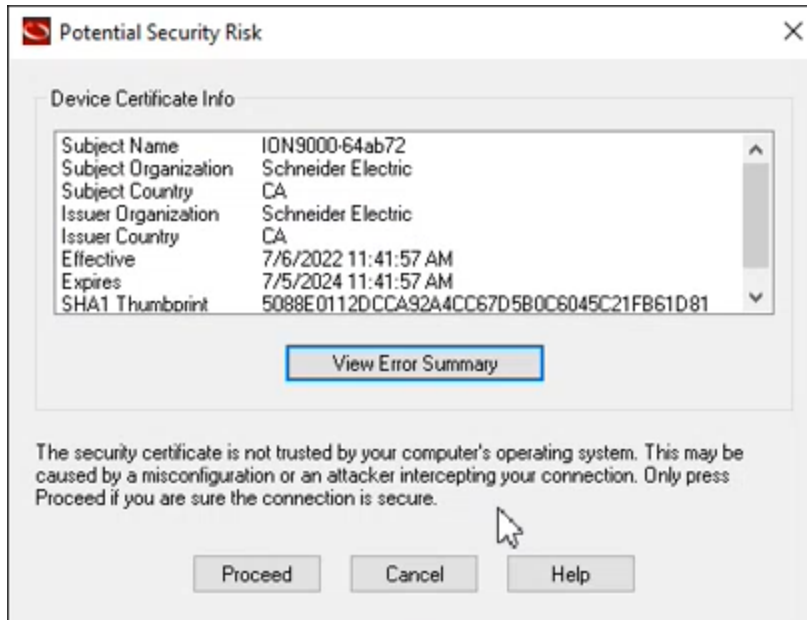 Potential Security Risk
Device Certificate Info
Subject Name ION9000-64ab72
Subject Organization Schneider Electric
Subject Country CA
Issuer Organization Schneider Electric
Issuer Country CA
Effective 7/6/2022 11:41:57 AM
Expires 7/5/2024 11:41:57 AM
SHA1 Thumbprint 5088E0112DCCA92A4CC67D5B0C6045C21FB61D81
View Error Summary
The security certificate is not trusted by your computer's operating system. This may be
caused by a misconfiguration or an attacker intercepting your connection. Only press
Proceed if you are sure the connection is secure.
Proceed Cancel Help